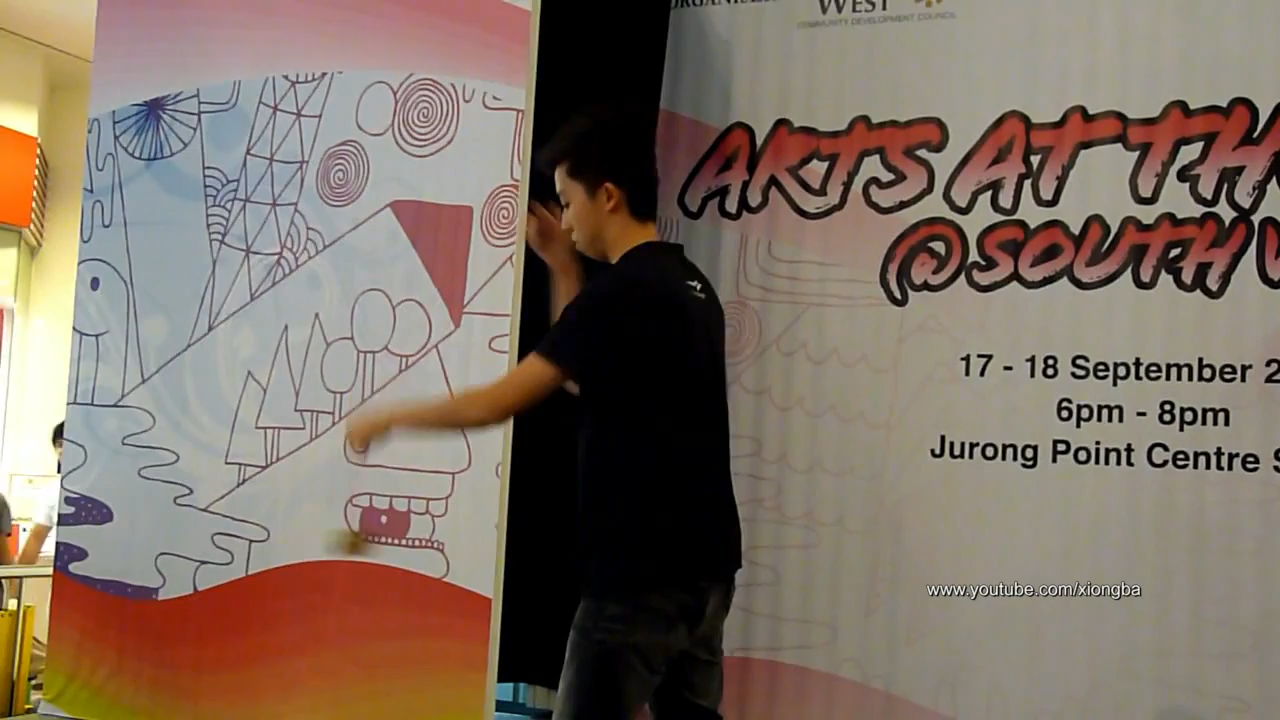 WEST
COMMUNITY DEVELOPMENT COUNCIL
ARTS AT TH
@SOUTH
17 - 18 September 2
6pm - 8pm
Jurong Point Centre S
www.youtube.com/xiongba